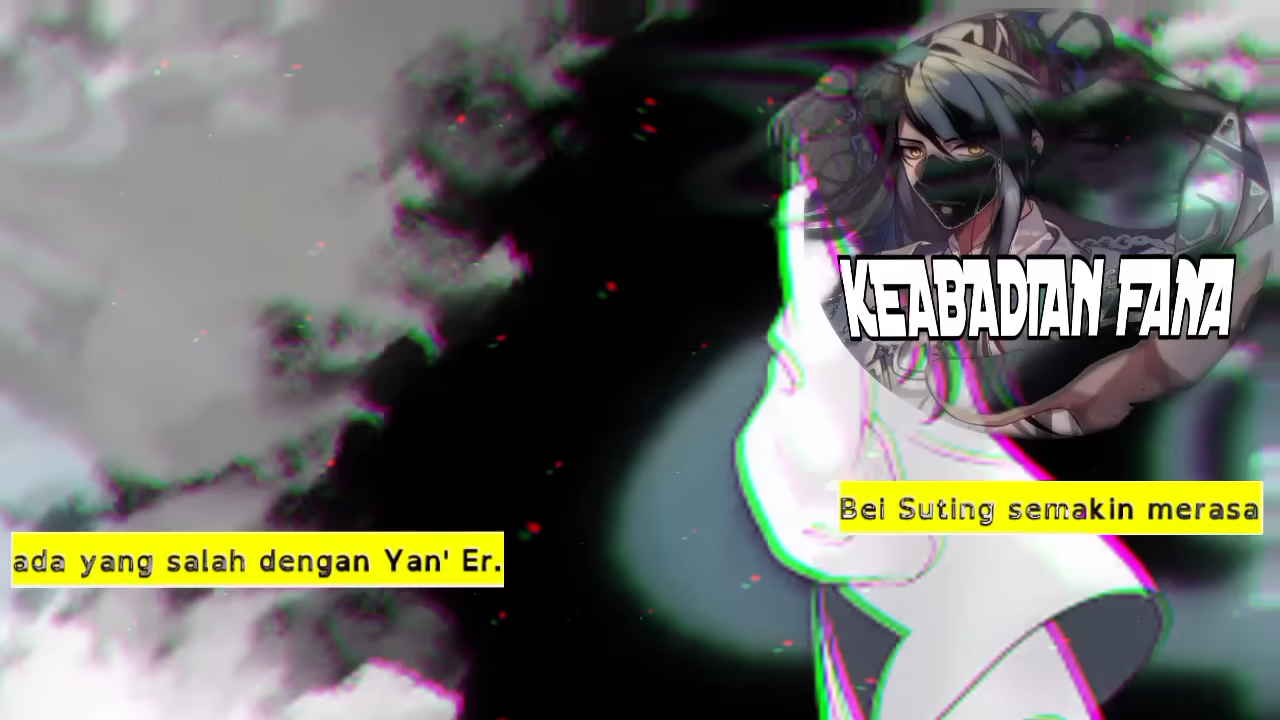 KEABADIAN FANA
Bei Suting semakin merasa
ada yang salah dengan Yan' Er.